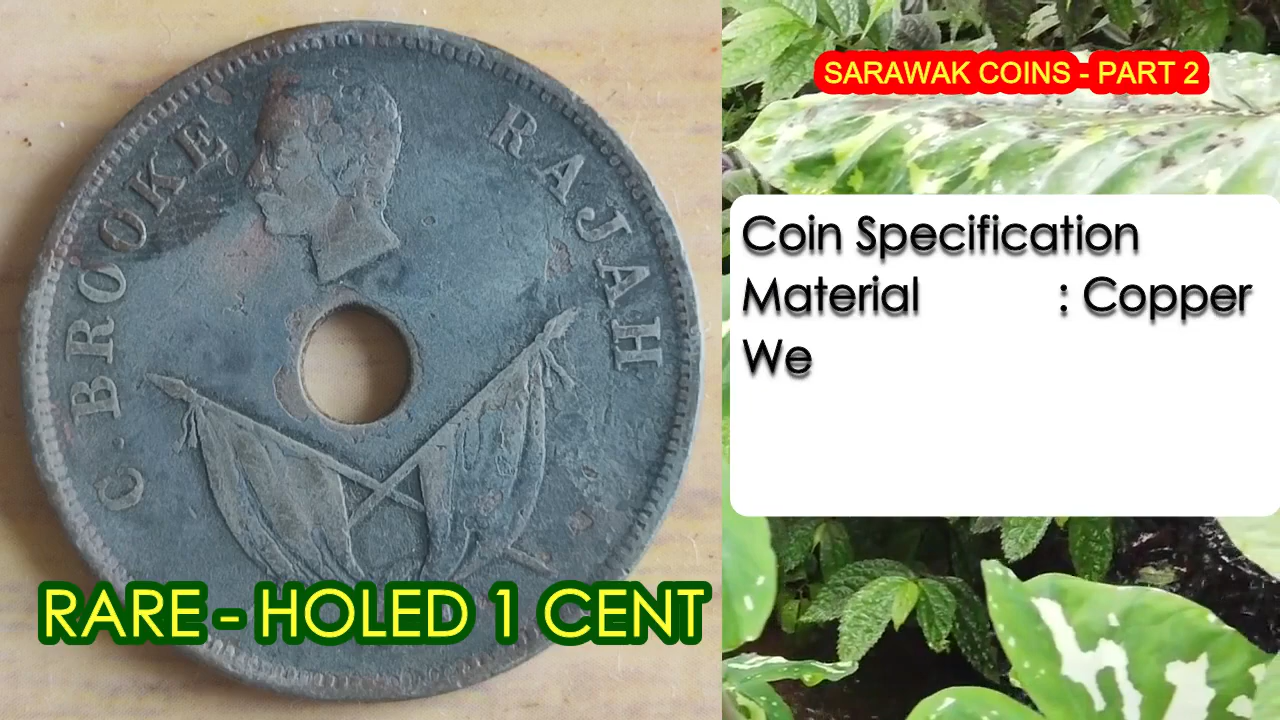 C. BROOKE RAJAH
RARE - HOLED 1 CENT
SARAWAK COINS - PART 2
Coin Specification
Material : Copper
We